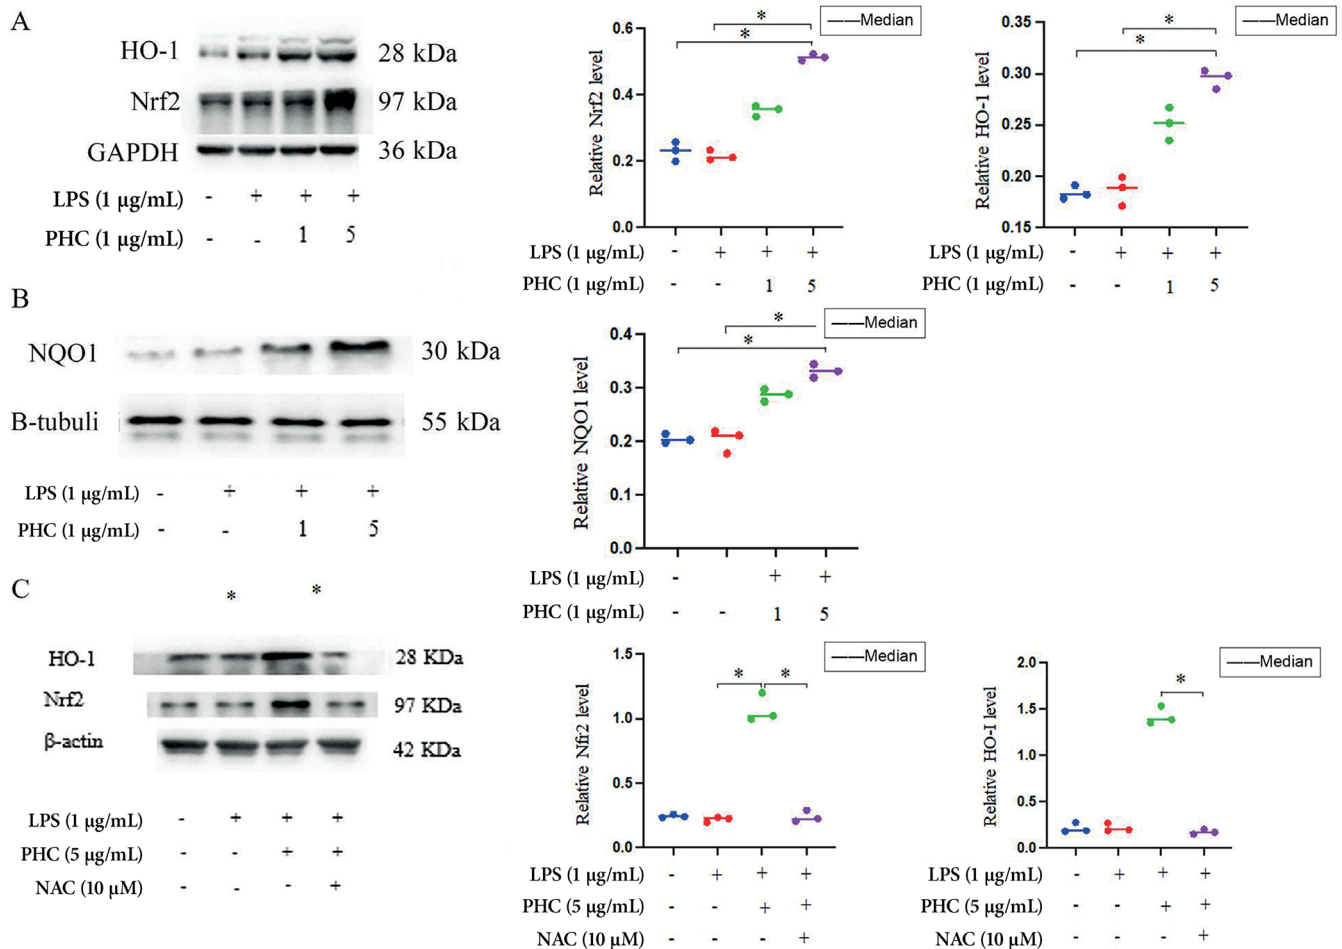 A
HO-1 28 kDa
Nrf2 97 kDa
GAPDH 36 kDa
LPS (1 µg/mL) - + + +
PHC (1 µg/mL) - - 1 5
Median
* *
Relative Nrf2 level
0.6
0.4
0.2
0.0
LPS (1 µg/mL) - + + +
PHC (1 µg/mL) - - 1 5
Median
* *
Relative HO-1 level
0.35
0.30
0.25
0.20
0.15
LPS (1 µg/mL) - + + +
PHC (1 µg/mL) - - 1 5
B
NQO1 30 kDa
B-tubuli 55 kDa
LPS (1 µg/mL) - + + +
PHC (1 µg/mL) - - 1 5
Median
* *
Relative NQO1 level
0.4
0.3
0.2
0.1
0.0
LPS (1 µg/mL) - + +
PHC (1 µg/mL) - - 1 5
C
* *
HO-1 28 KDa
Nrf2 97 KDa
β-actin 42 KDa
LPS (1 µg/mL) - + + +
PHC (5 µg/mL) - - + +
NAC (10 µM) - - - +
Median
* *
Relative Nfr2 level
1.5
1.0
0.5
0.0
LPS (1 µg/mL) - + + +
PHC (5 µg/mL) - - + +
NAC (10 µM) - - - +
Median
*
Relative HO-I level
2.0
1.5
1.0
0.5
0.0
LPS (1 µg/mL) - + + +
PHC (5 µg/mL) - - + +
NAC (10 µM) - - - +